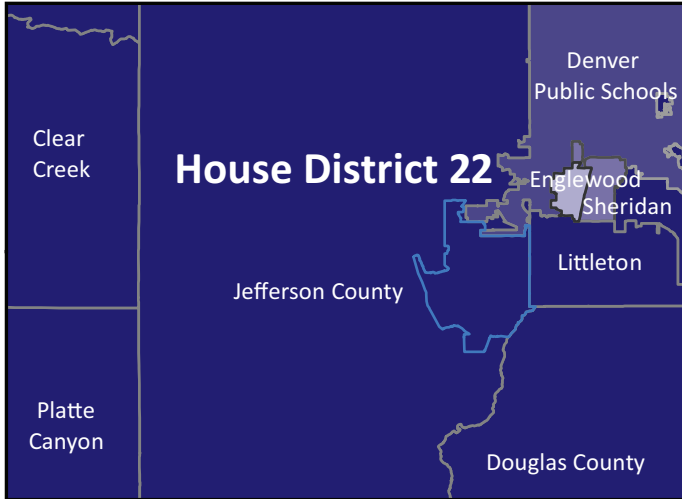 Denver
Public Schools
Clear
Creek
House District 22
Englewood
Sheridan
Littleton
Jefferson County
Platte
Canyon
Douglas County